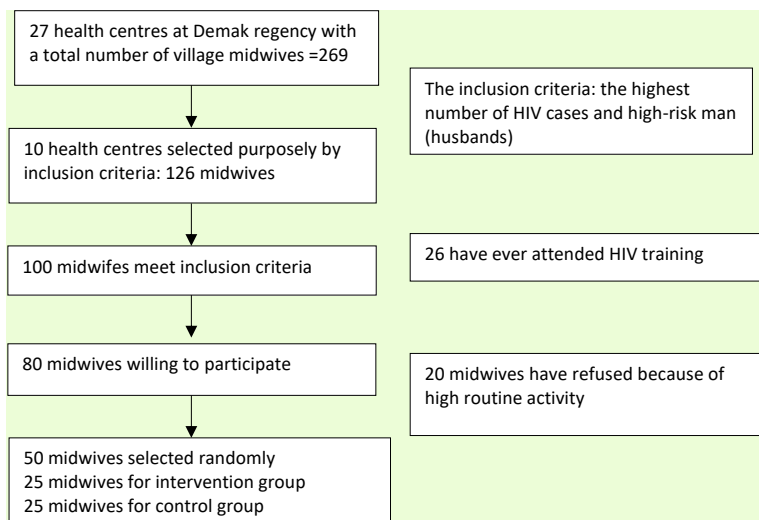 27 health centres at Demak regency with
a total number of village midwives =269
The inclusion criteria: the highest
number of HIV cases and high-risk man
(husbands)
10 health centres selected purposely by
inclusion criteria: 126 midwives
100 midwifes meet inclusion criteria
26 have ever attended HIV training
80 midwives willing to participate
20 midwives have refused because of
high routine activity
50 midwives selected randomly
25 midwives for intervention group
25 midwives for control group